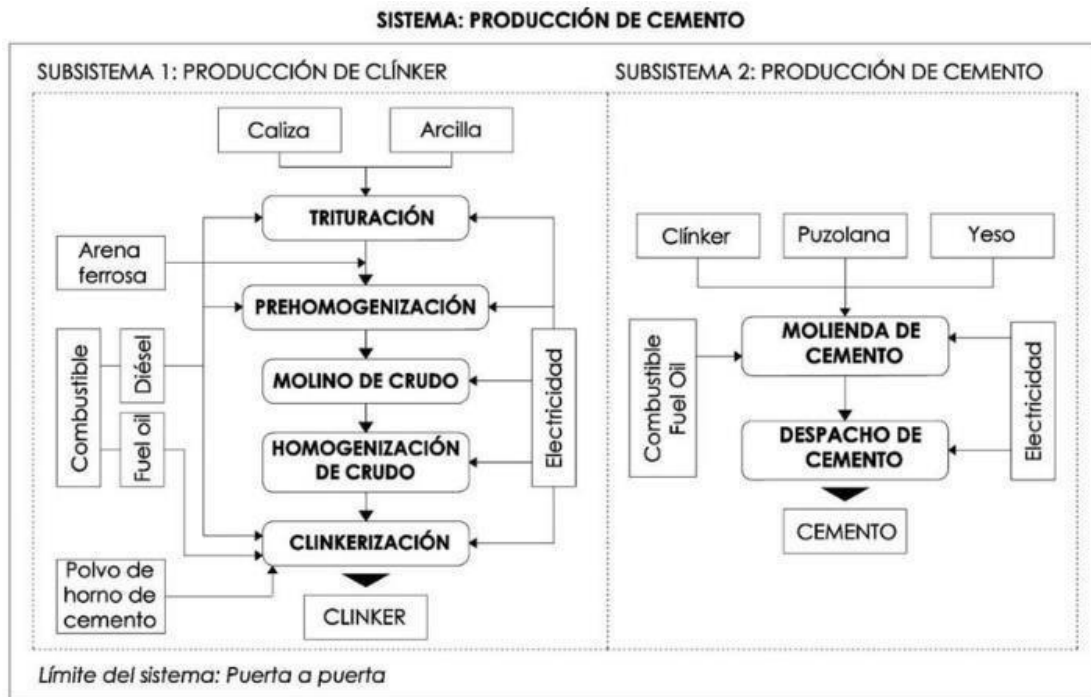 SISTEMA: PRODUCCIÓN DE CEMENTO
SUBSISTEMA 1: PRODUCCIÓN DE CLÍNKER
Caliza
Arcilla
TRITURACIÓN
Arena
ferrosa
PREHOMOGENIZACIÓN
Combustible
Diésel
Fuel oil
MOLINO DE CRUDO
Electricidad
HOMOGENIZACIÓN
DE CRUDO
CLINKERIZACIÓN
Polvo de
horno de
cemento
CLINKER
SUBSISTEMA 2: PRODUCCIÓN DE CEMENTO
Clínker
Puzolana
Yeso
MOLIENDA DE
CEMENTO
Combustible
Fuel Oil
Electricidad
DESPACHO DE
CEMENTO
CEMENTO
Límite del sistema: Puerta a puerta